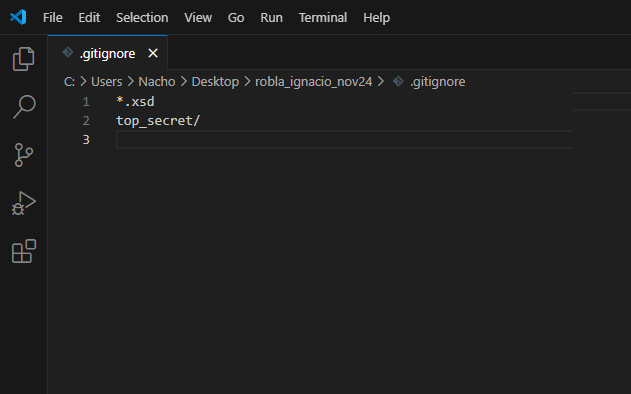 File Edit Selection View Go Run Terminal Help
.gitignore
C: > Users > Nacho > Desktop > robla_ignacio_nov24 > .gitignore
1 *.xsd
2 top_secret/
3